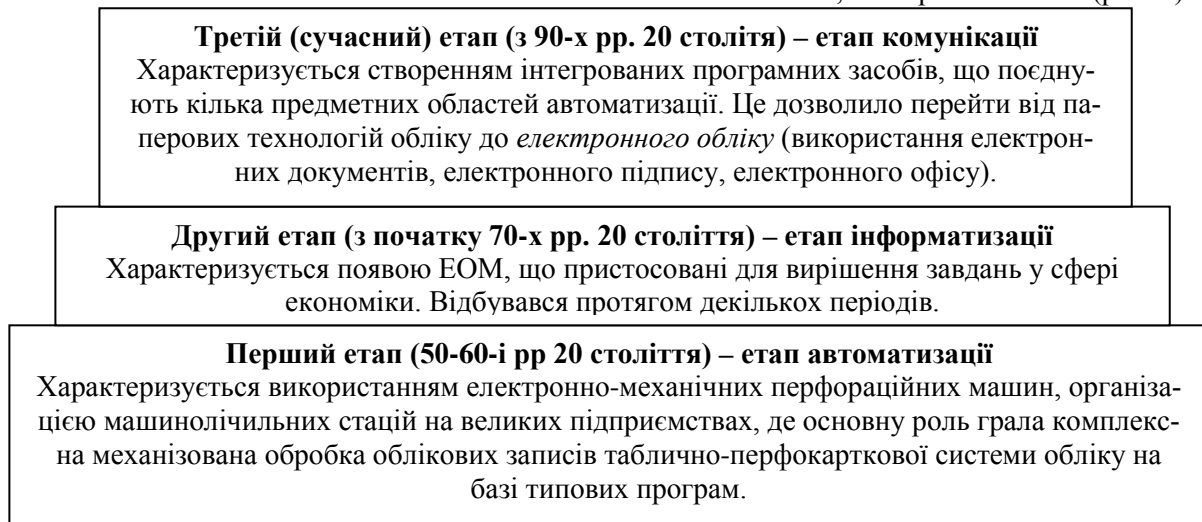 Третій (сучасний) етап (з 90-х рр. 20 столітя) – етап комунікації
Характеризується створенням інтегрованих програмних засобів, що поєдну-
ють кілька предметних областей автоматизації. Це дозволило перейти від па-
перових технологій обліку до електронного обліку (використання електрон-
них документів, електронного підпису, електронного офісу).
Другий етап (з початку 70-х рр. 20 століття) – етап інформатизації
Характеризується появою ЕОМ, що пристосовані для вирішення завдань у сфері
економіки. Відбувався протягом декількох періодів.
Перший етап (50-60-і рр 20 століття) – етап автоматизації
Характеризується використанням електронно-механічних перфораційних машин, організа-
цією машинолічильних станцій на великих підприємствах, де основну роль грала комплекс-
на механізована обробка облікових записів таблично-перфокарткової системи обліку на
базі типових програм.